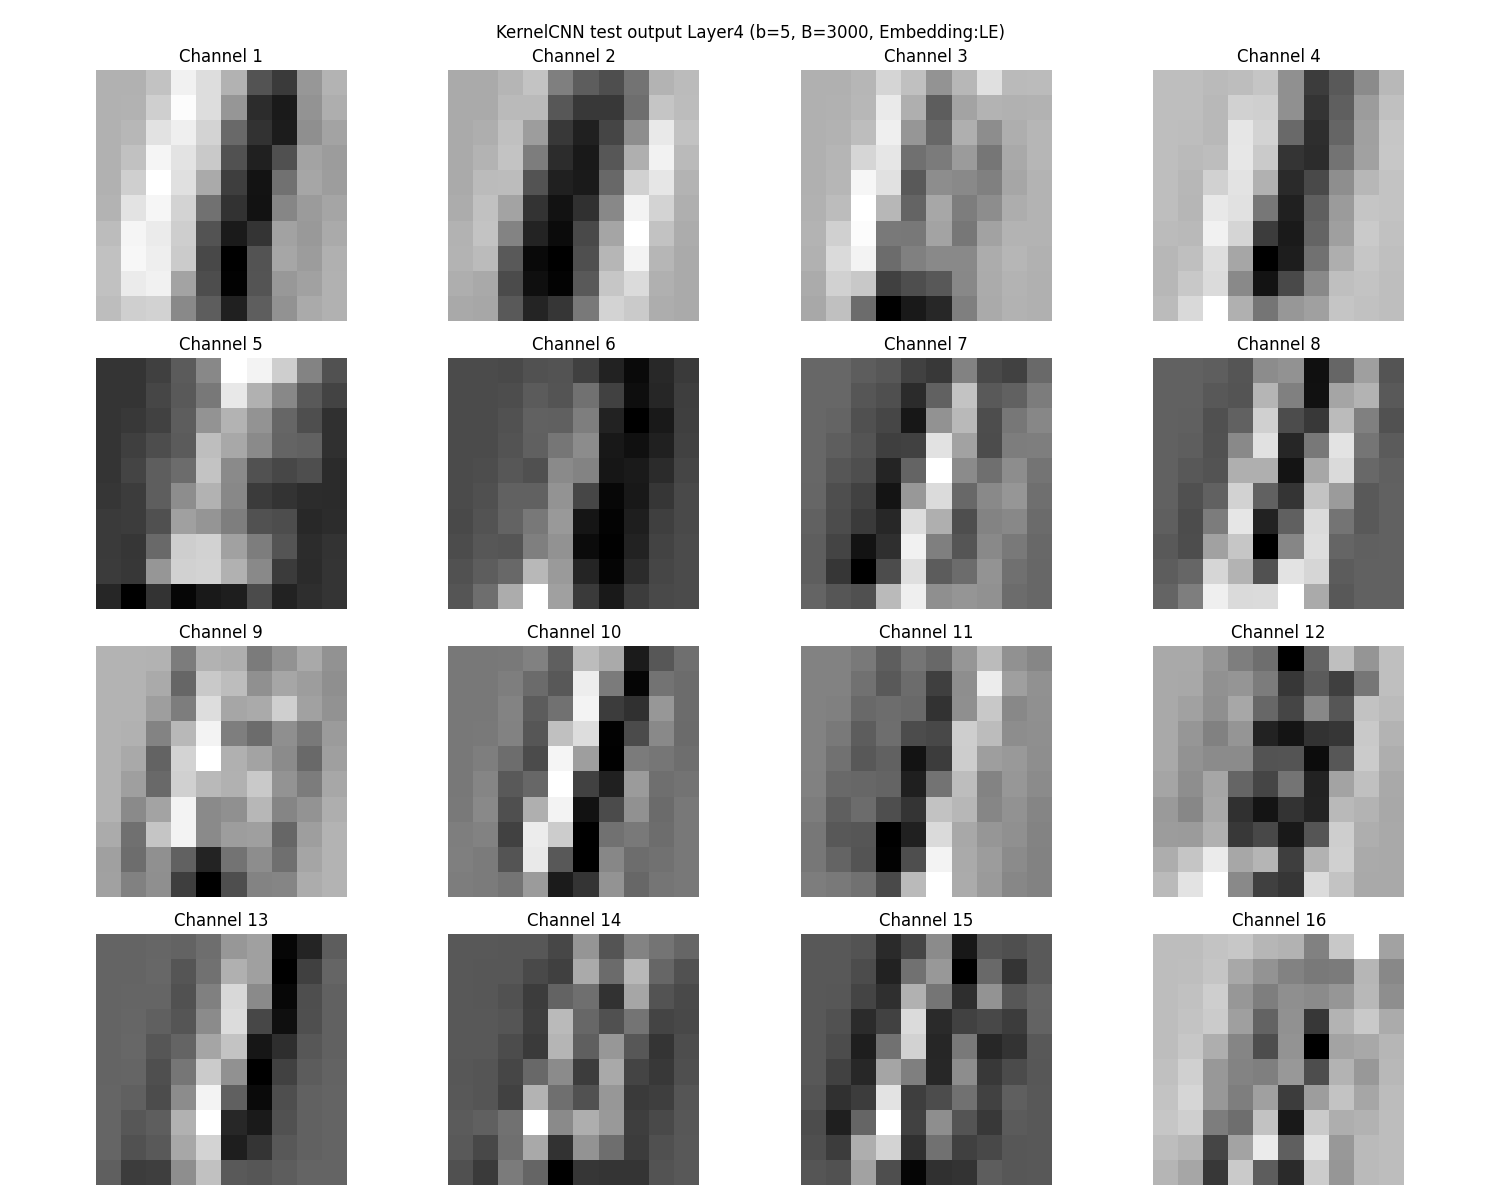 KernelCNN test output Layer4 (b=5, B=3000, Embedding:LE)
Channel 1 Channel 2 Channel 3 Channel 4
Channel 5 Channel 6 Channel 7 Channel 8
Channel 9 Channel 10 Channel 11 Channel 12
Channel 13 Channel 14 Channel 15 Channel 16